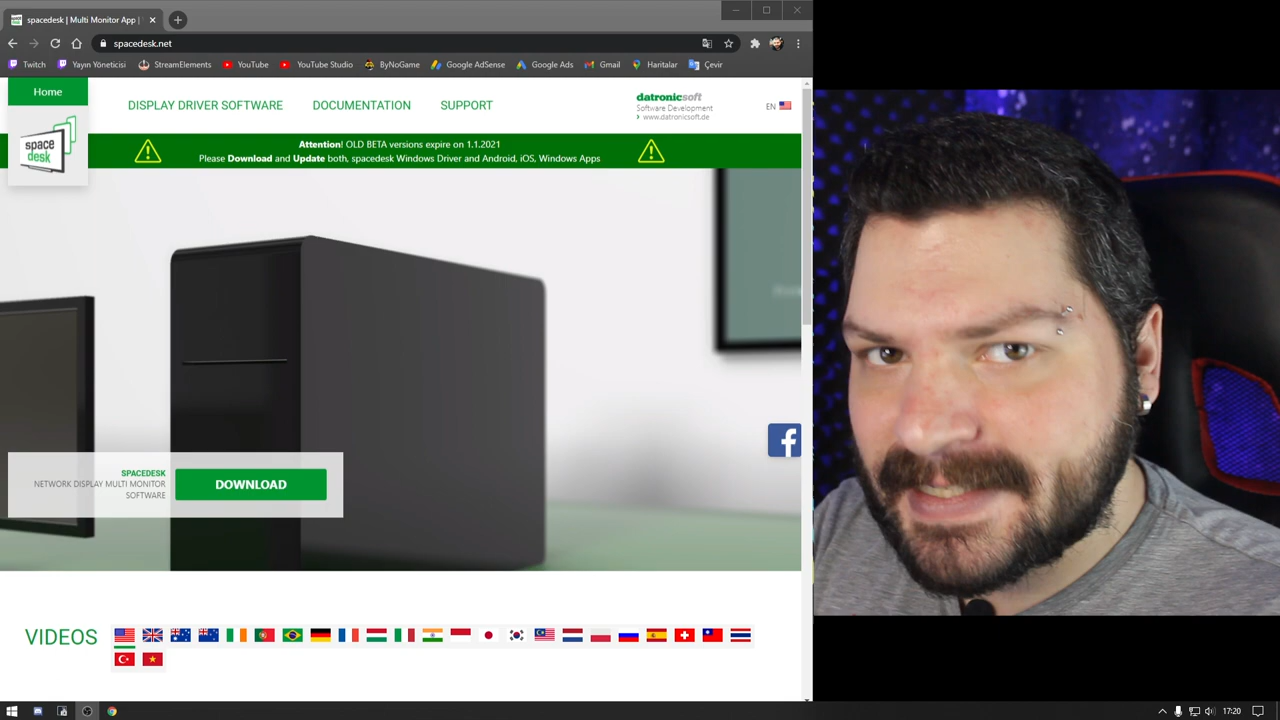 spacedesk | Multi Monitor App |
spacedesk.net
Twitch
Yayın Yöneticisi
StreamElements
YouTube
YouTube Studio
ByNoGame
Google AdSense
Google Ads
Gmail
Haritalar
Çevir
Home
DISPLAY DRIVER SOFTWARE
DOCUMENTATION
SUPPORT
datronicsoft
Software Development
www.datronicsoft.de
EN
space
desk
Attention! OLD BETA versions expire on 1.1.2021
Please Download and Update both, spacedesk Windows Driver and Android, iOS, Windows Apps
SPACEDESK
NETWORK DISPLAY MULTI MONITOR
SOFTWARE
DOWNLOAD
VIDEOS
17:20